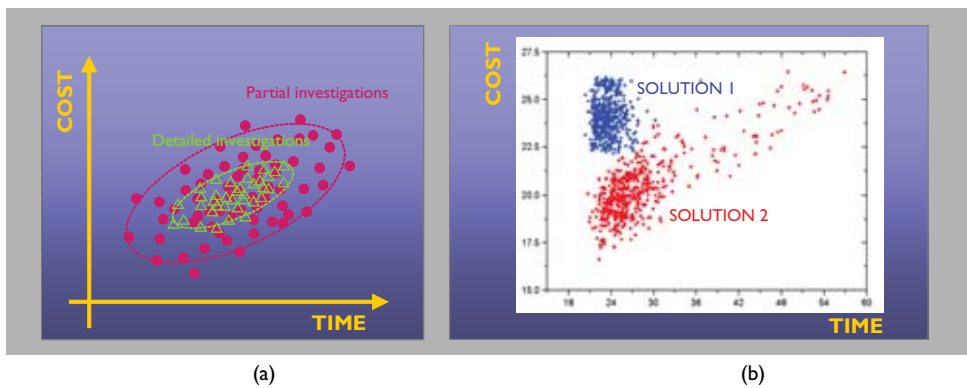 COST
Partial investigations
Detailed investigations
TIME
(a)
COST
27.5
25.0
22.5
20.0
17.5
15.0
SOLUTION 1
SOLUTION 2
18 24 30 36 42 48 54 60
TIME
(b)